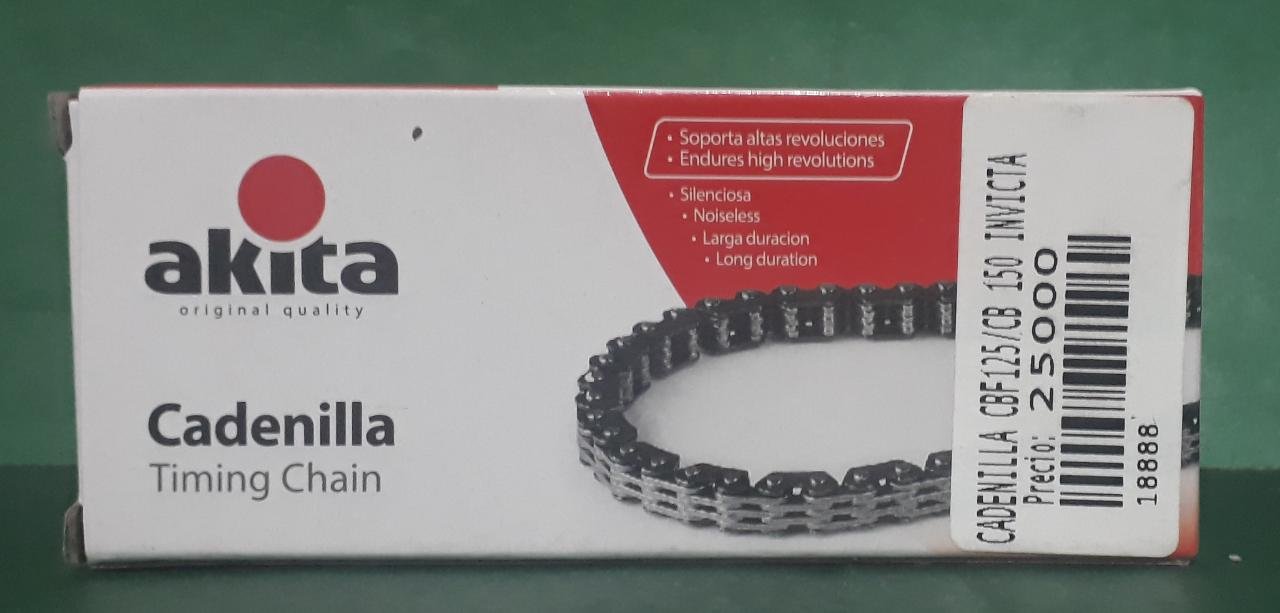 akita
original quality
Cadenilla
Timing Chain
• Soporta altas revoluciones
• Endures high revolutions
• Silenciosa
• Noiseless
• Larga duracion
• Long duration
CADENILLA CBF125/CB 150 INVICTA
Precio: 25000
18888